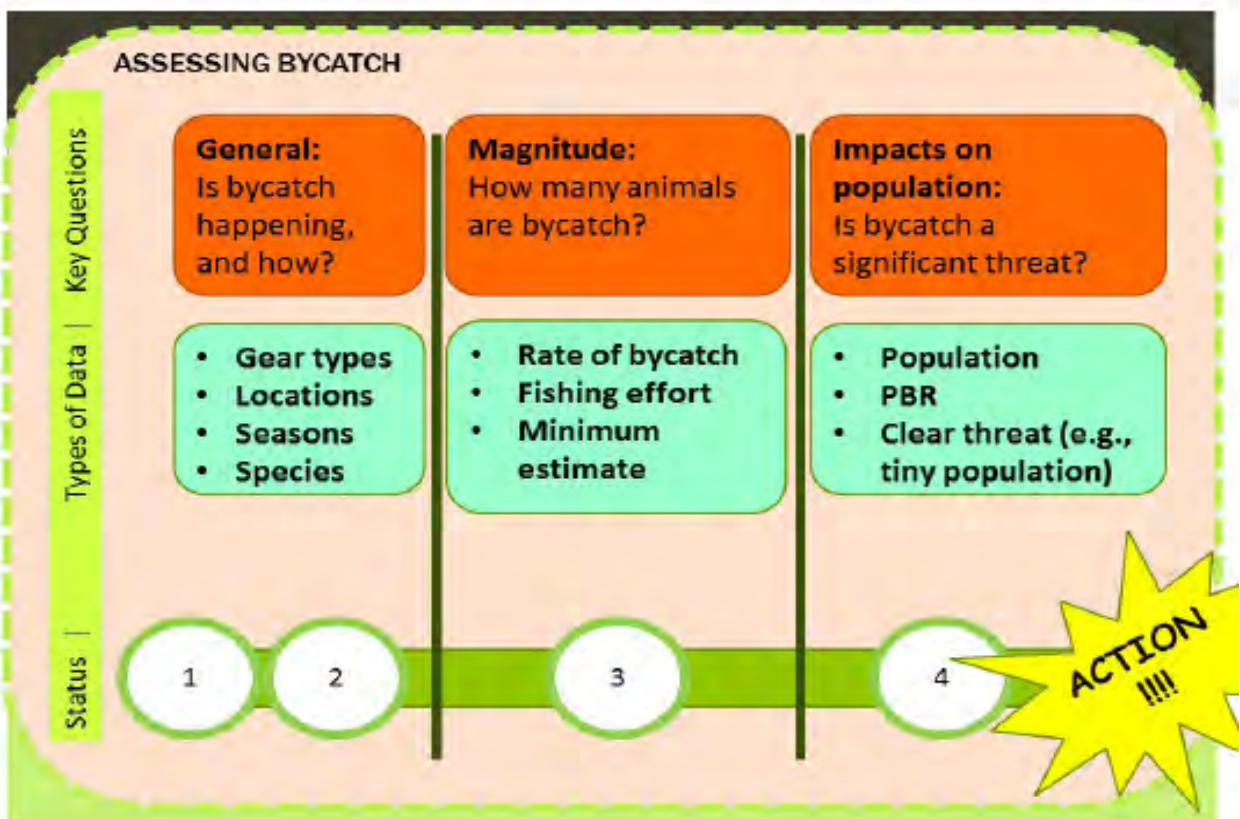 ASSESSING BYCATCH
Key Questions
General:
Is bycatch
happening,
and how?
Magnitude:
How many animals
are bycatch?
Impacts on
population:
Is bycatch a
significant threat?
Types of Data |
• Gear types
• Locations
• Seasons
• Species
• Rate of bycatch
• Fishing effort
• Minimum
estimate
• Population
• PBR
• Clear threat (e.g.,
tiny population)
Status |
1
2
3
4
ACTION
!!!!